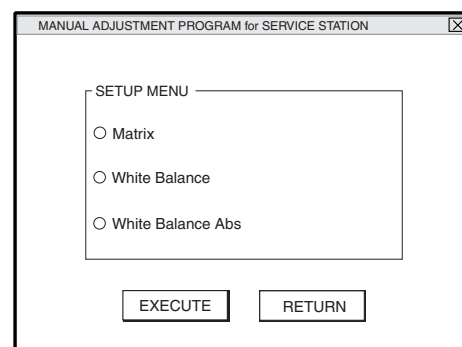 MANUAL ADJUSTMENT PROGRAM for SERVICE STATION
SETUP MENU
Matrix
White Balance
White Balance Abs
EXECUTE RETURN